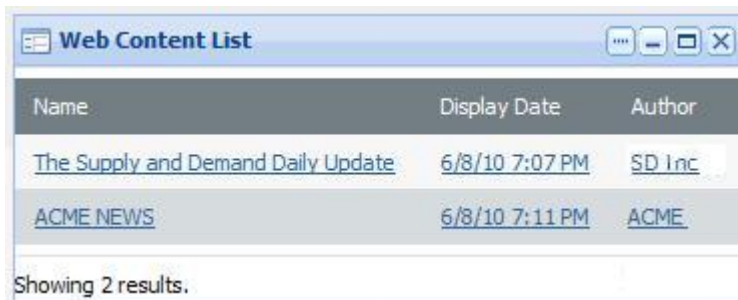 Web Content List
Name Display Date Author
The Supply and Demand Daily Update 6/8/10 7:07 PM SD Inc
ACME NEWS 6/8/10 7:11 PM ACME
Showing 2 results.